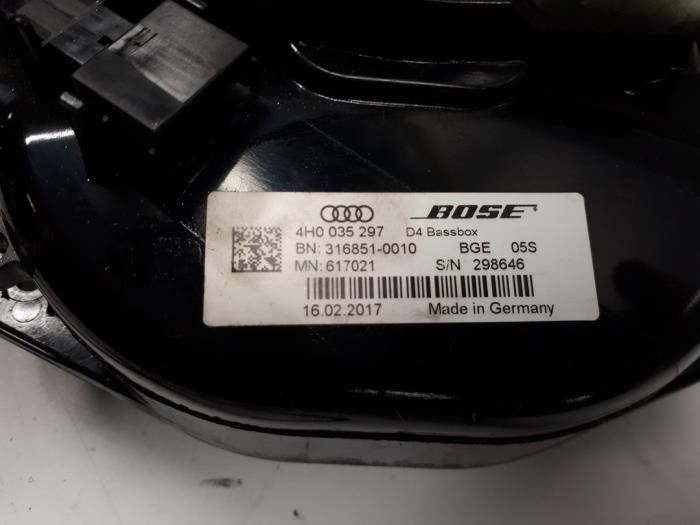 BOSE
4H0 035 297 D4 Bassbox
BN: 316851-0010 BGE 05S
MN: 617021 S/N 298646
16.02.2017 Made in Germany